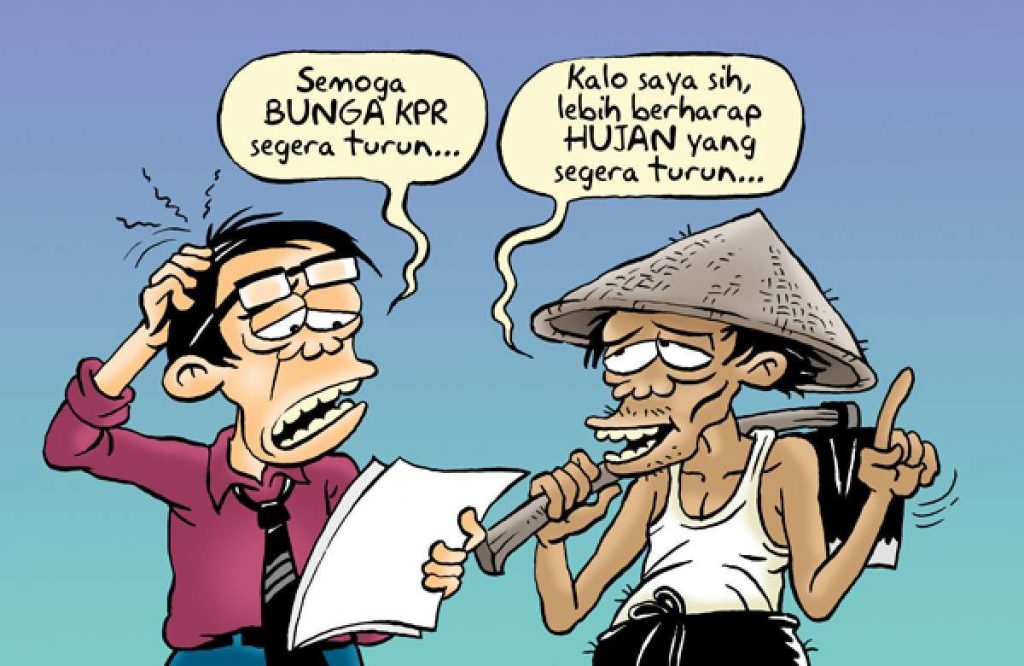 Semoga
BUNGA KPR
segera turun...
Kalo saya sih,
lebih berharap
HUJAN yang
segera turun...